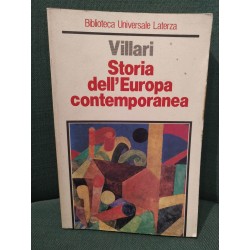 Biblioteca Universale Laterza
Villari
Storia
dell'Europa
contemporanea